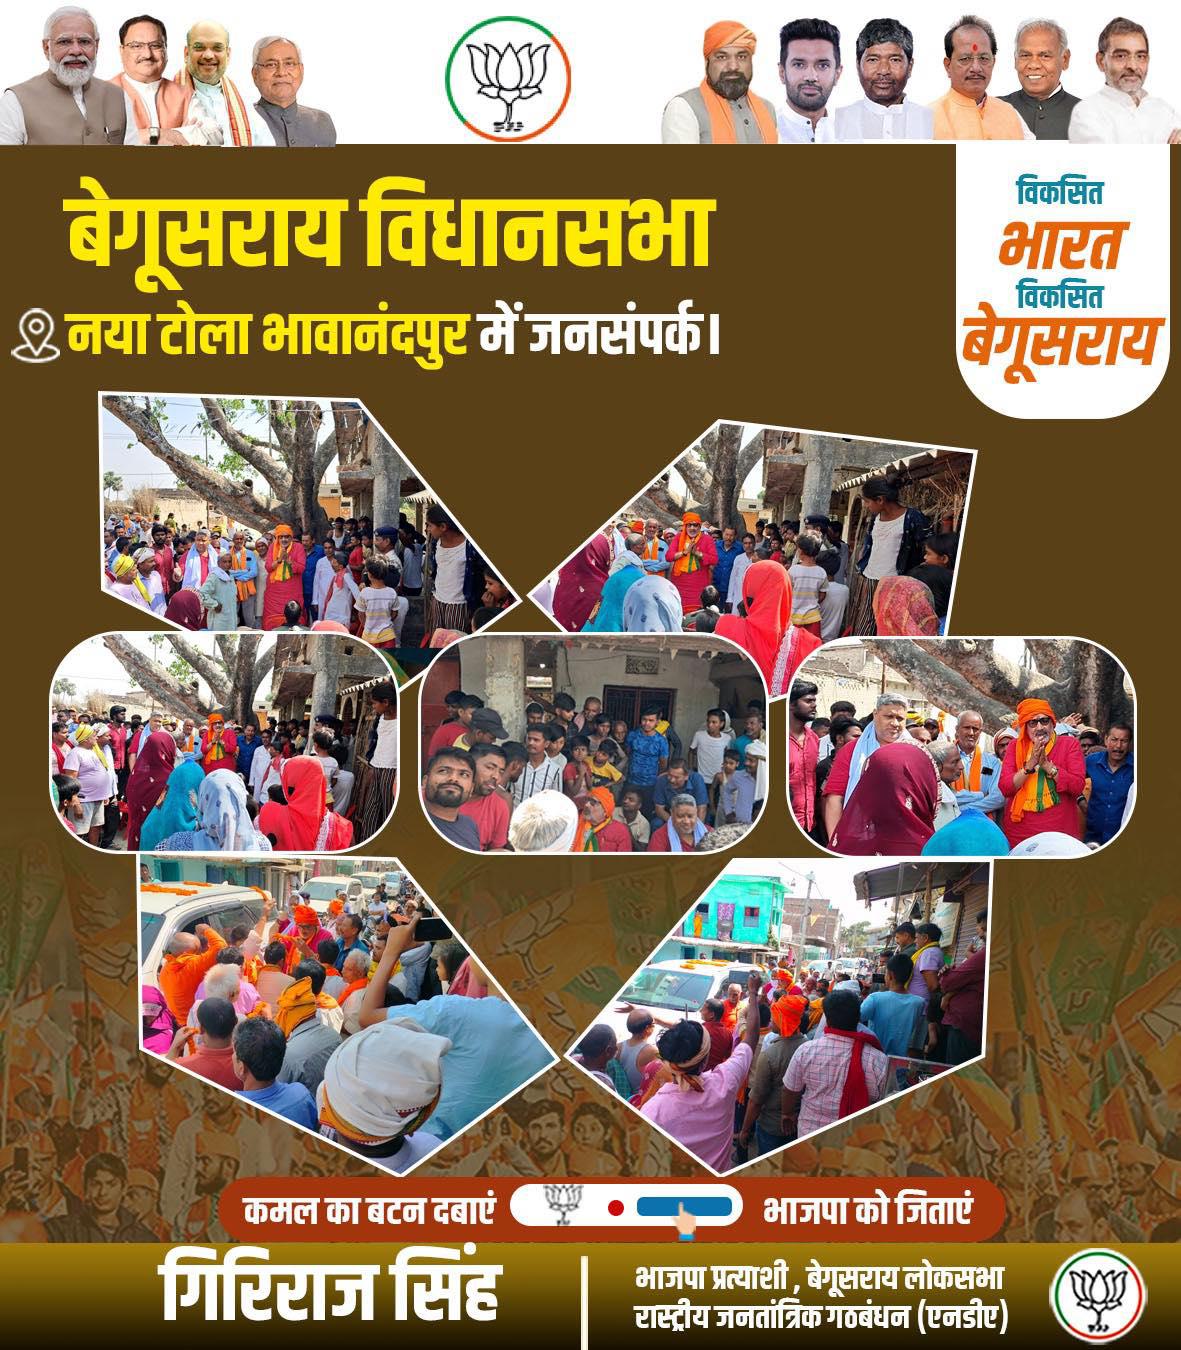 बेगूसराय विधानसभा
नया टोला भावानंदपुर में जनसंपर्क।
विकसित
भारत
विकसित
बेगूसराय
कमल का बटन दबाएं भाजपा को जिताएं
गिरिराज सिंह
भाजपा प्रत्याशी , बेगूसराय लोकसभा
रास्ट्रीय जनतांत्रिक गठबंधन (एनडीए)